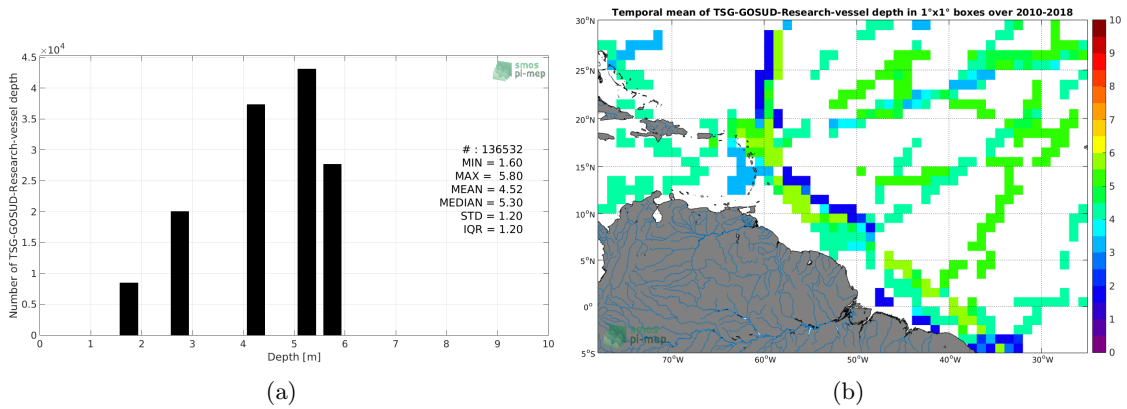 ×10⁴
4.5
4
3.5
3
2.5
2
1.5
1
0.5
0
Number of TSG-GOSUD-Research-vessel depth
smos
pi-mep
# : 136532
MIN = 1.60
MAX = 5.80
MEAN = 4.52
MEDIAN = 5.30
STD = 1.20
IQR = 1.20
0 1 2 3 4 5 6 7 8 9 10
Depth [m]
(a)
Temporal mean of TSG-GOSUD-Research-vessel depth in 1°x1° boxes over 2010-2018
30°N
25°N
20°N
15°N
10°N
5°N
0°
5°S
smos
pi-mep
70°W 60°W 50°W 40°W 30°W
10
9
8
7
6
5
4
3
2
1
0
(b)